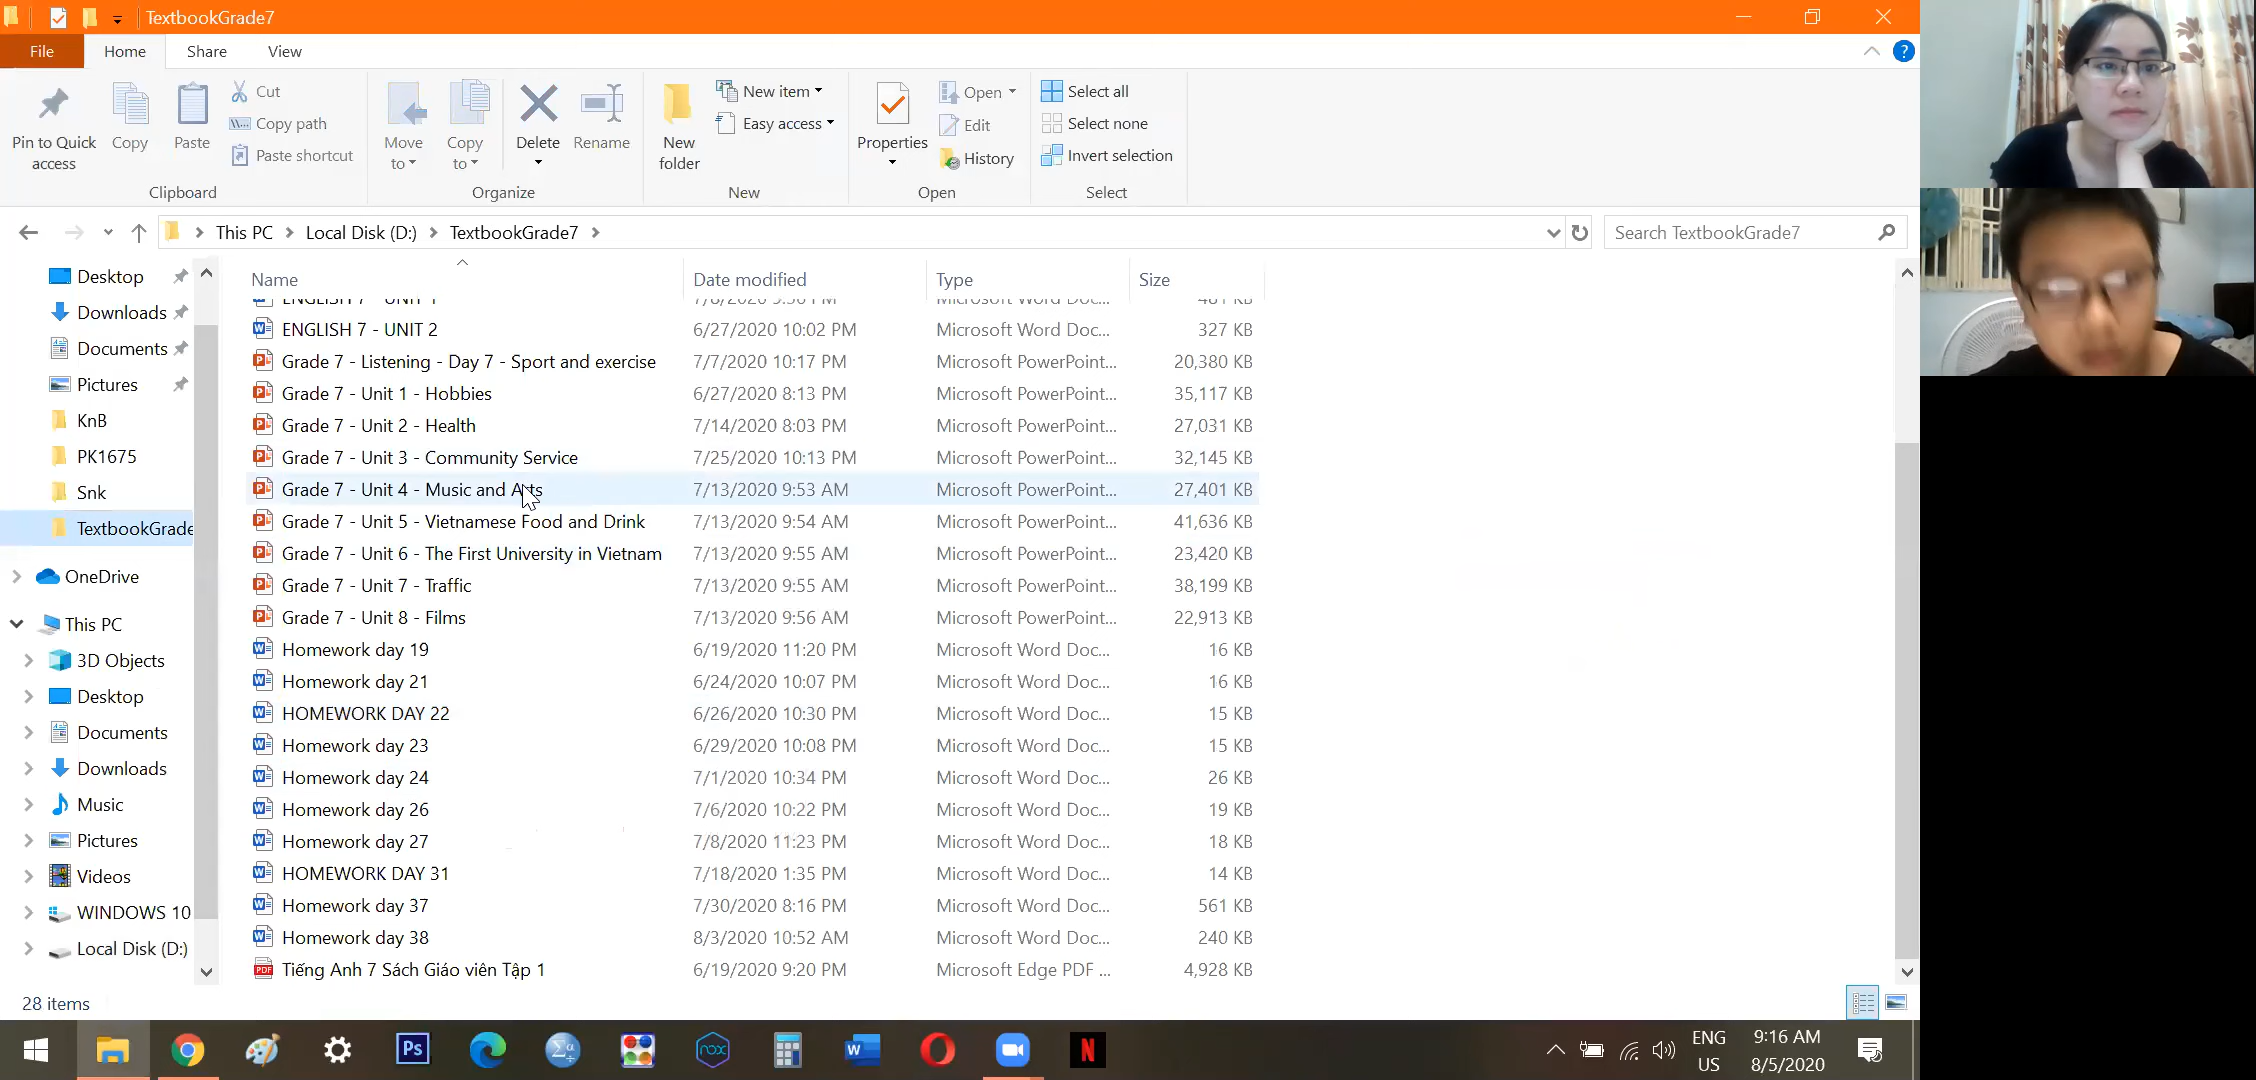 TextbookGrade7
File Home Share View
Pin to Quick access
Copy
Paste
Cut
Copy path
Paste shortcut
Clipboard
Move to
Copy to
Delete
Rename
Organize
New folder
New item
Easy access
New
Properties
Open
Edit
History
Open
Select all
Select none
Invert selection
Select
This PC > Local Disk (D:) > TextbookGrade7 >
Search TextbookGrade7
Desktop
Downloads
Documents
Pictures
KnB
PK1675
Snk
TextbookGrade
OneDrive
This PC
3D Objects
Desktop
Documents
Downloads
Music
Pictures
Videos
WINDOWS 10
Local Disk (D:)
Name Date modified Type Size
ENGLISH 7 - UNIT 1 7/8/2020 9:56 PM Microsoft Word Doc... 481 KB
ENGLISH 7 - UNIT 2 6/27/2020 10:02 PM Microsoft Word Doc... 327 KB
Grade 7 - Listening - Day 7 - Sport and exercise 7/7/2020 10:17 PM Microsoft PowerPoint... 20,380 KB
Grade 7 - Unit 1 - Hobbies 6/27/2020 8:13 PM Microsoft PowerPoint... 35,117 KB
Grade 7 - Unit 2 - Health 7/14/2020 8:03 PM Microsoft PowerPoint... 27,031 KB
Grade 7 - Unit 3 - Community Service 7/25/2020 10:13 PM Microsoft PowerPoint... 32,145 KB
Grade 7 - Unit 4 - Music and Arts 7/13/2020 9:53 AM Microsoft PowerPoint... 27,401 KB
Grade 7 - Unit 5 - Vietnamese Food and Drink 7/13/2020 9:54 AM Microsoft PowerPoint... 41,636 KB
Grade 7 - Unit 6 - The First University in Vietnam 7/13/2020 9:55 AM Microsoft PowerPoint... 23,420 KB
Grade 7 - Unit 7 - Traffic 7/13/2020 9:55 AM Microsoft PowerPoint... 38,199 KB
Grade 7 - Unit 8 - Films 7/13/2020 9:56 AM Microsoft PowerPoint... 22,913 KB
Homework day 19 6/19/2020 11:20 PM Microsoft Word Doc... 16 KB
Homework day 21 6/24/2020 10:07 PM Microsoft Word Doc... 16 KB
HOMEWORK DAY 22 6/26/2020 10:30 PM Microsoft Word Doc... 15 KB
Homework day 23 6/29/2020 10:08 PM Microsoft Word Doc... 15 KB
Homework day 24 7/1/2020 10:34 PM Microsoft Word Doc... 26 KB
Homework day 26 7/6/2020 10:22 PM Microsoft Word Doc... 19 KB
Homework day 27 7/8/2020 11:23 PM Microsoft Word Doc... 18 KB
HOMEWORK DAY 31 7/18/2020 1:35 PM Microsoft Word Doc... 14 KB
Homework day 37 7/30/2020 8:16 PM Microsoft Word Doc... 561 KB
Homework day 38 8/3/2020 10:52 AM Microsoft Word Doc... 240 KB
Tiếng Anh 7 Sách Giáo viên Tập 1 6/19/2020 9:20 PM Microsoft Edge PDF ... 4,928 KB
28 items
Ps
nox
ENG US
9:16 AM
8/5/2020